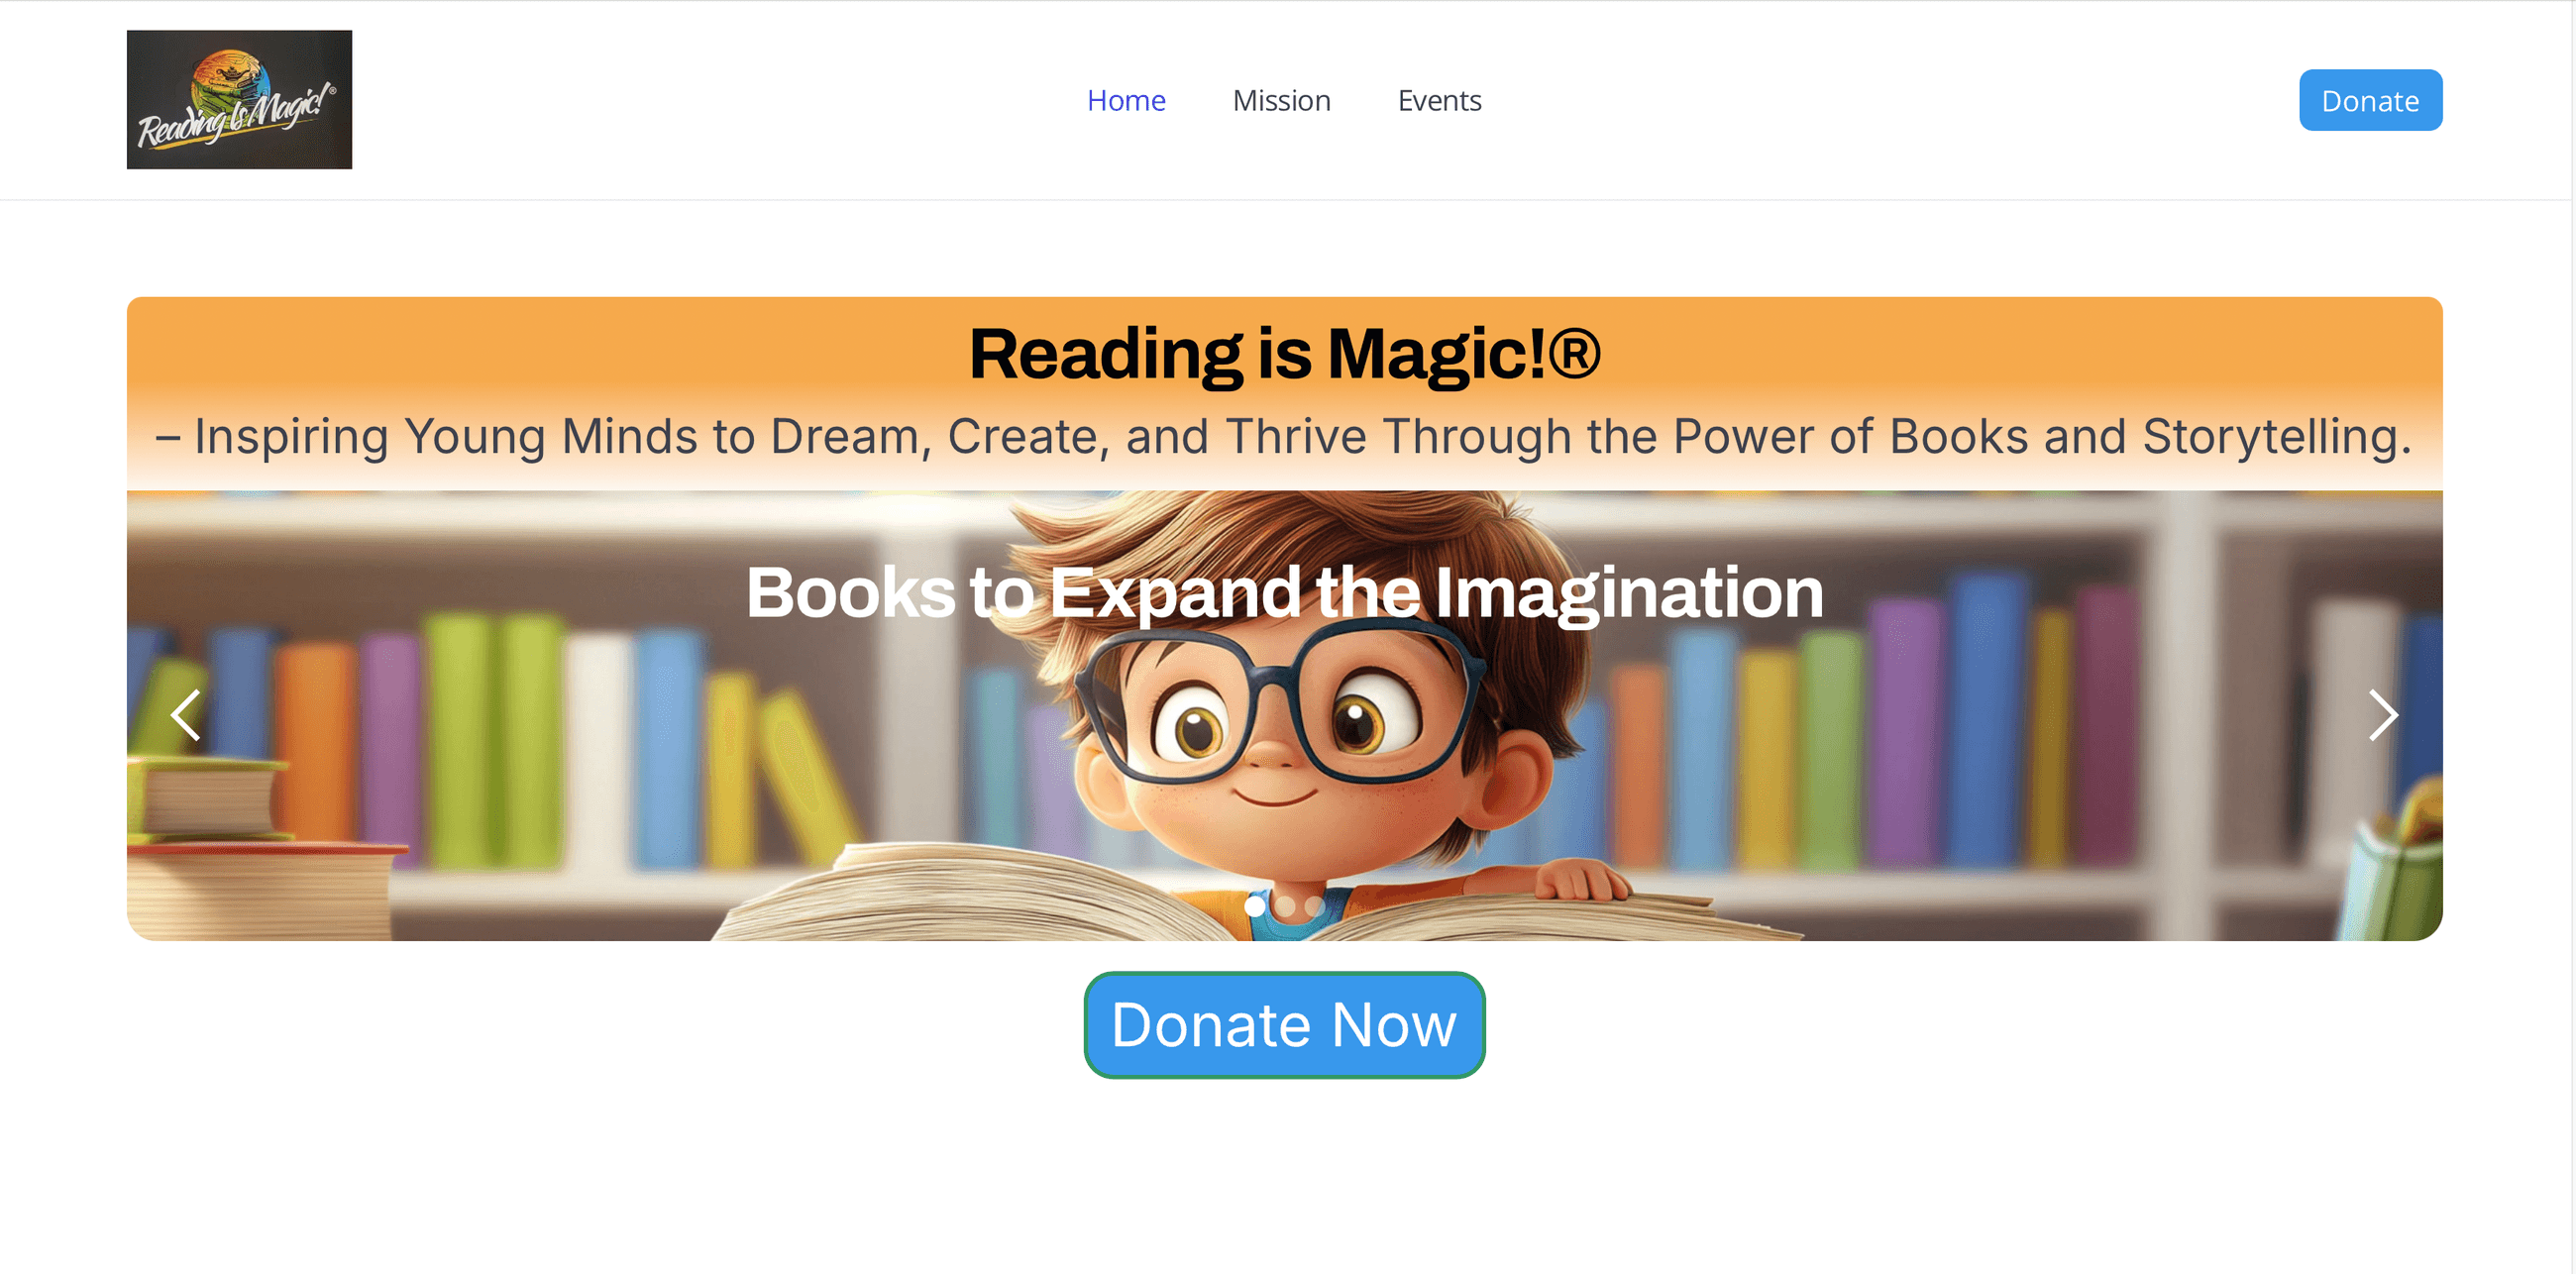 Reading Is Magic!®
Home Mission Events
Donate
Reading is Magic!®
– Inspiring Young Minds to Dream, Create, and Thrive Through the Power of Books and Storytelling.
Books to Expand the Imagination
Donate Now